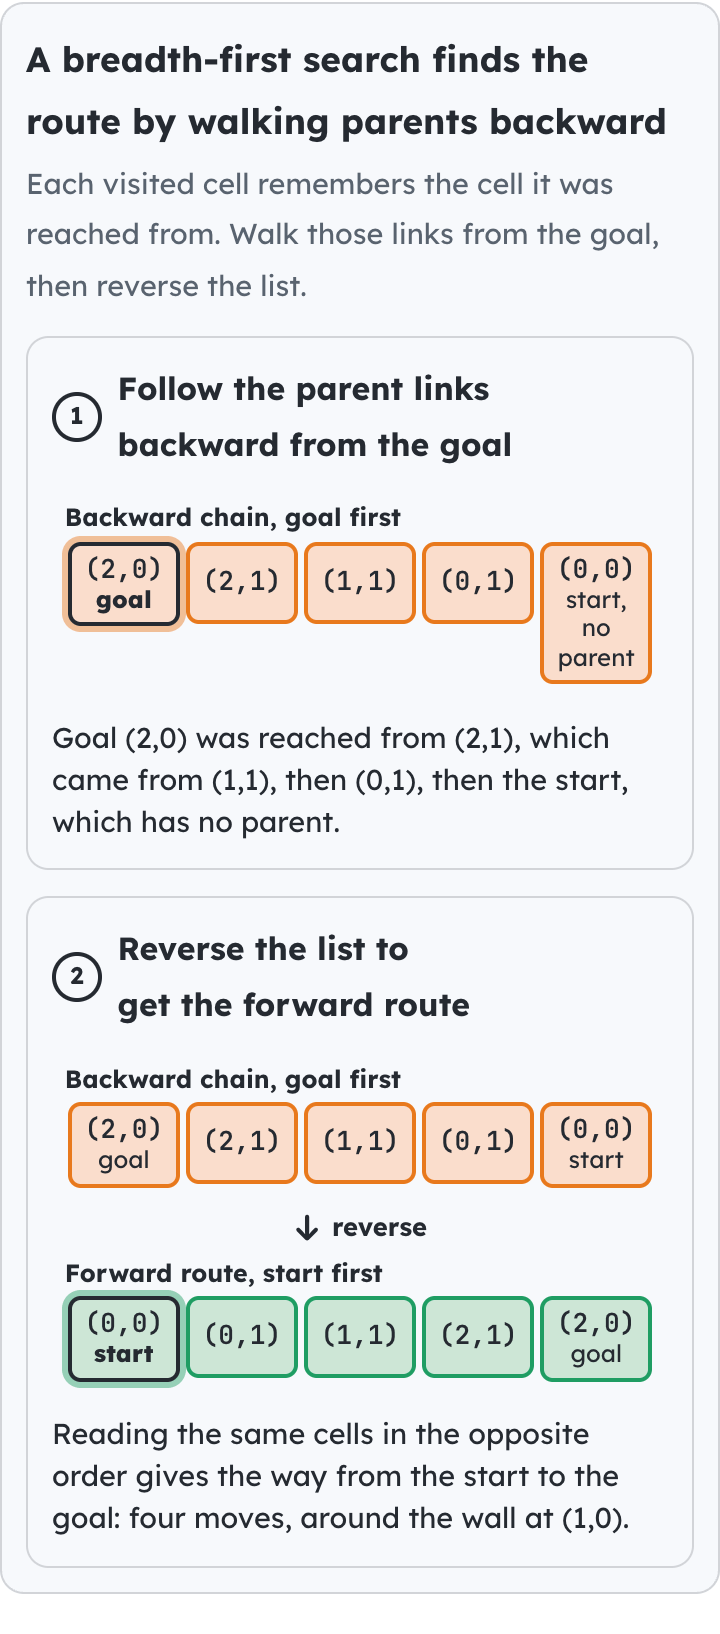 A breadth-first search finds the
route by walking parents backward
Each visited cell remembers the cell it was
reached from. Walk those links from the goal,
then reverse the list.
1
Follow the parent links
backward from the goal
Backward chain, goal first
(2,0) (2,1) (1,1) (0,1) (0,0)
goal start,
no
parent
Goal (2,0) was reached from (2,1), which
came from (1,1), then (0,1), then the start,
which has no parent.
2
Reverse the list to
get the forward route
Backward chain, goal first
(2,0) (2,1) (1,1) (0,1) (0,0)
goal start
↓ reverse
Forward route, start first
(0,0) (0,1) (1,1) (2,1) (2,0)
start goal
Reading the same cells in the opposite
order gives the way from the start to the
goal: four moves, around the wall at (1,0).